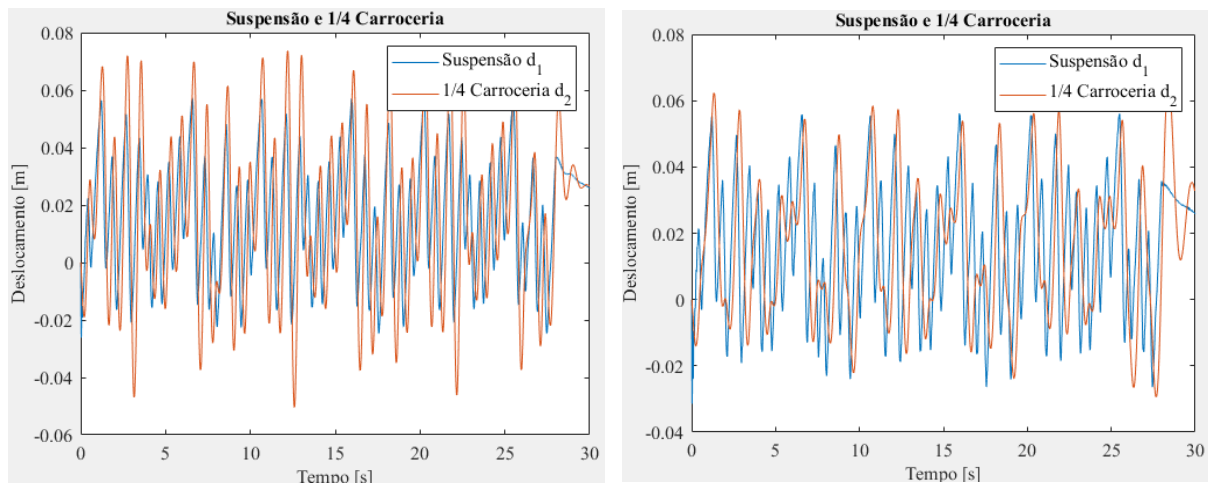 Suspensão e 1/4 Carroceria
0.08
0.06
0.04
0.02
0
-0.02
-0.04
-0.06
Deslocamento [m]
Suspensão d1
1/4 Carroceria d2
0 5 10 15 20 25 30
Tempo [s]
Suspensão e 1/4 Carroceria
0.08
0.06
0.04
0.02
0
-0.02
-0.04
Deslocamento [m]
Suspensão d1
1/4 Carroceria d2
0 5 10 15 20 25 30
Tempo [s]